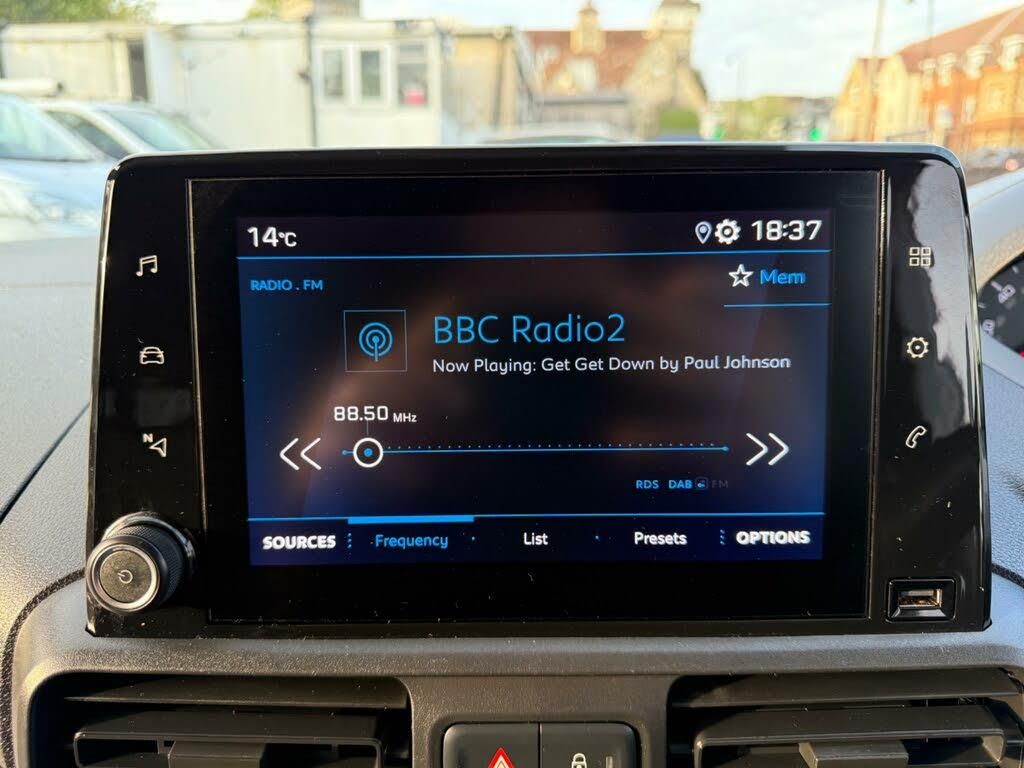 14°C
18:37
RADIO . FM
Mem
BBC Radio2
Now Playing: Get Get Down by Paul Johnson
88.50 MHz
RDS DAB FM
SOURCES Frequency List Presets OPTIONS
N
40